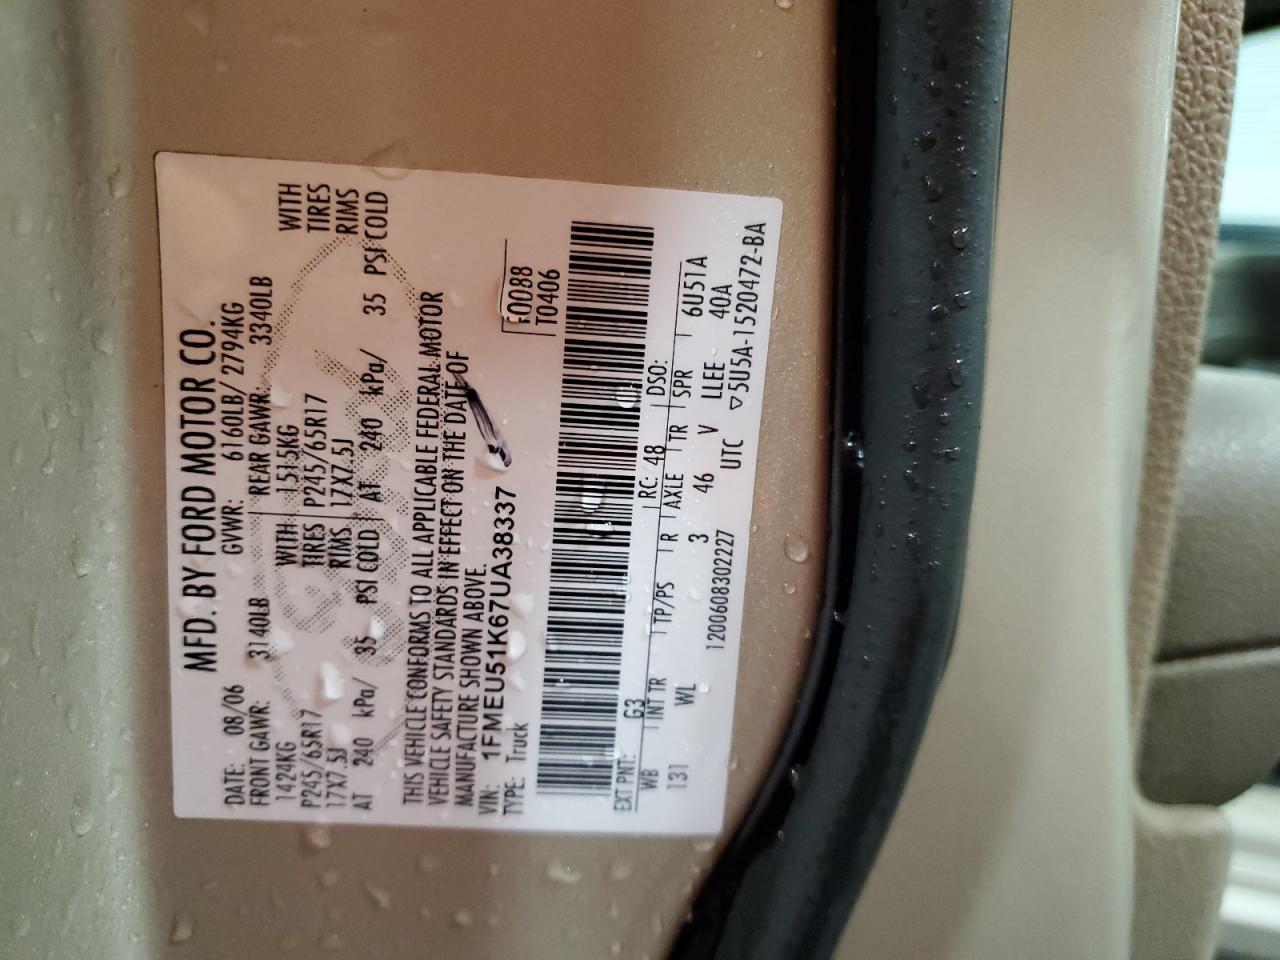 MFD. BY FORD MOTOR CO.
DATE: 08/06 GVWR: 6160LB/ 2794KG
FRONT GAWR: 3140LB REAR GAWR: 3340LB
1424KG WITH 1515KG WITH
P245/65R17 TIRES P245/65R17 TIRES
17X7.5J RIMS 17X7.5J RIMS
AT 240 kPa/ 35 PSI COLD AT 240 kPa/ 35 PSI COLD
THIS VEHICLE CONFORMS TO ALL APPLICABLE FEDERAL MOTOR
VEHICLE SAFETY STANDARDS IN EFFECT ON THE DATE OF
MANUFACTURE SHOWN ABOVE.
VIN: 1FMEU51K67UA38337
TYPE: Truck
F0088
T0406
EXT PNT: G3 RC: 48 DSO:
WB INT TR TP/PS R AXLE TR SPR 6U51A
131 WL 3 46 V LLEE 40A
1200608302227 UTC ▽5U5A-1520472-BA